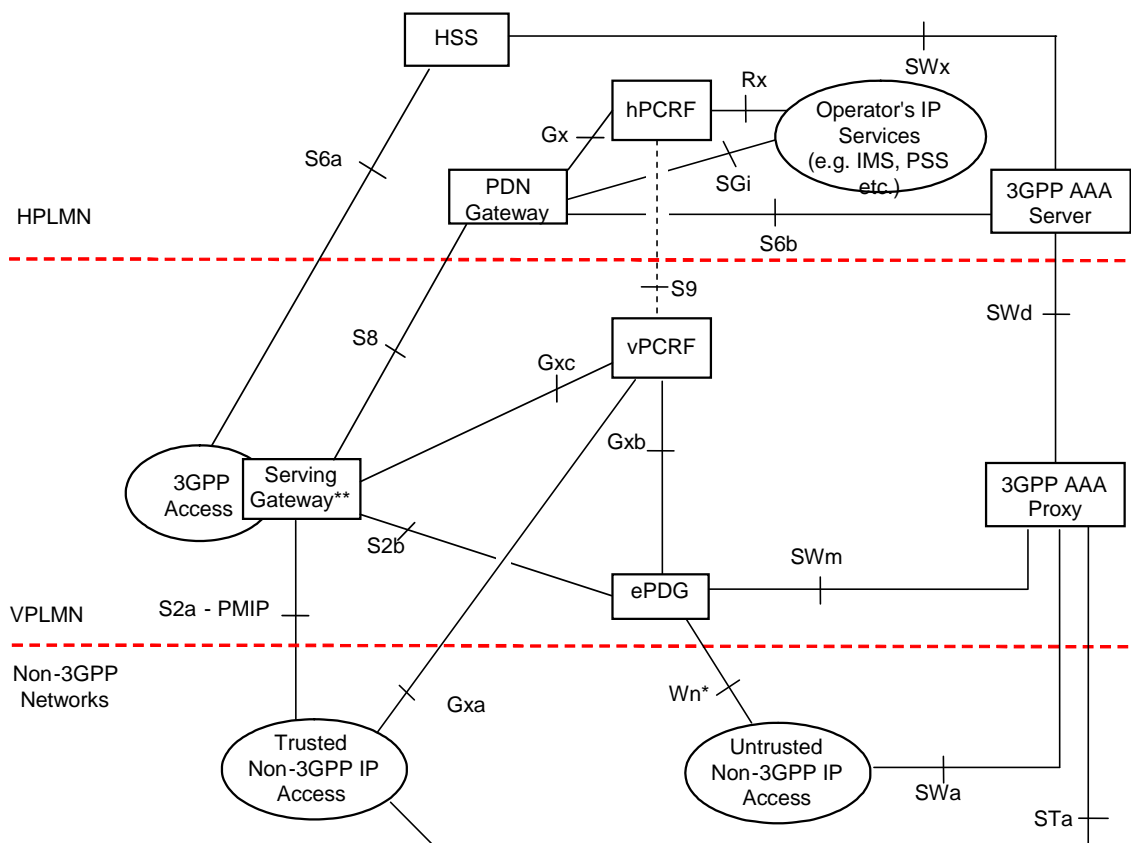 HSS
SWx
Rx
hPCRF
Operator's IP
Services
(e.g. IMS, PSS
etc.)
Gx
S6a
SGi
PDN
Gateway
3GPP AAA
Server
HPLMN
S6b
S9
SWd
S8
vPCRF
Gxc
Gxb
3GPP
Access
Serving
Gateway**
3GPP AAA
Proxy
S2b
SWm
ePDG
S2a - PMIP
VPLMN
Non-3GPP
Networks
Wn*
Gxa
Trusted
Non-3GPP IP
Access
Untrusted
Non-3GPP IP
Access
SWa
STa